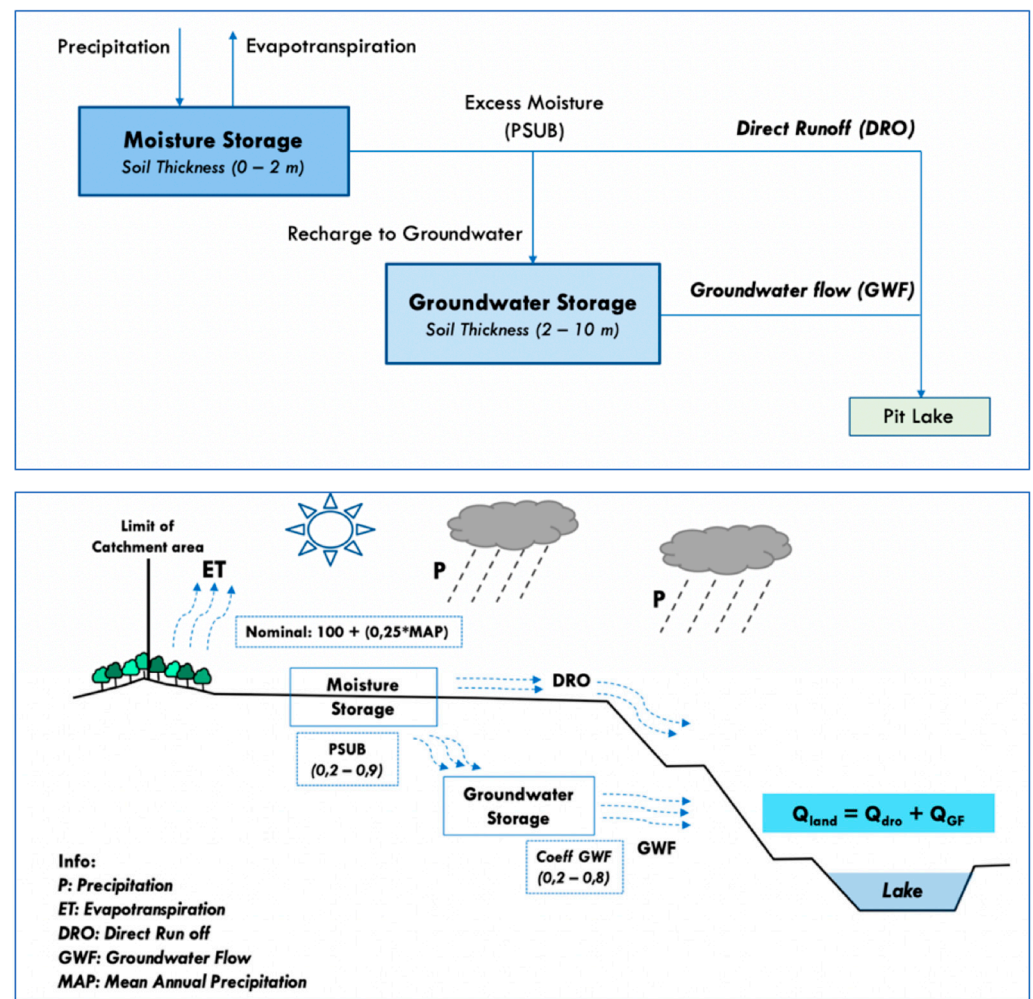 Precipitation
Evapotranspiration
Moisture Storage
Soil Thickness (0 – 2 m)
Excess Moisture
(PSUB)
Direct Runoff (DRO)
Recharge to Groundwater
Groundwater Storage
Soil Thickness (2 – 10 m)
Groundwater flow (GWF)
Pit Lake
Limit of
Catchment area
ET
P
P
Nominal: 100 + (0,25*MAP)
Moisture
Storage
DRO
PSUB
(0,2 – 0,9)
Groundwater
Storage
GWF
Coeff GWF
(0,2 – 0,8)
Qland = Qdro + QGF
Lake
Info:
P: Precipitation
ET: Evapotranspiration
DRO: Direct Run off
GWF: Groundwater Flow
MAP: Mean Annual Precipitation